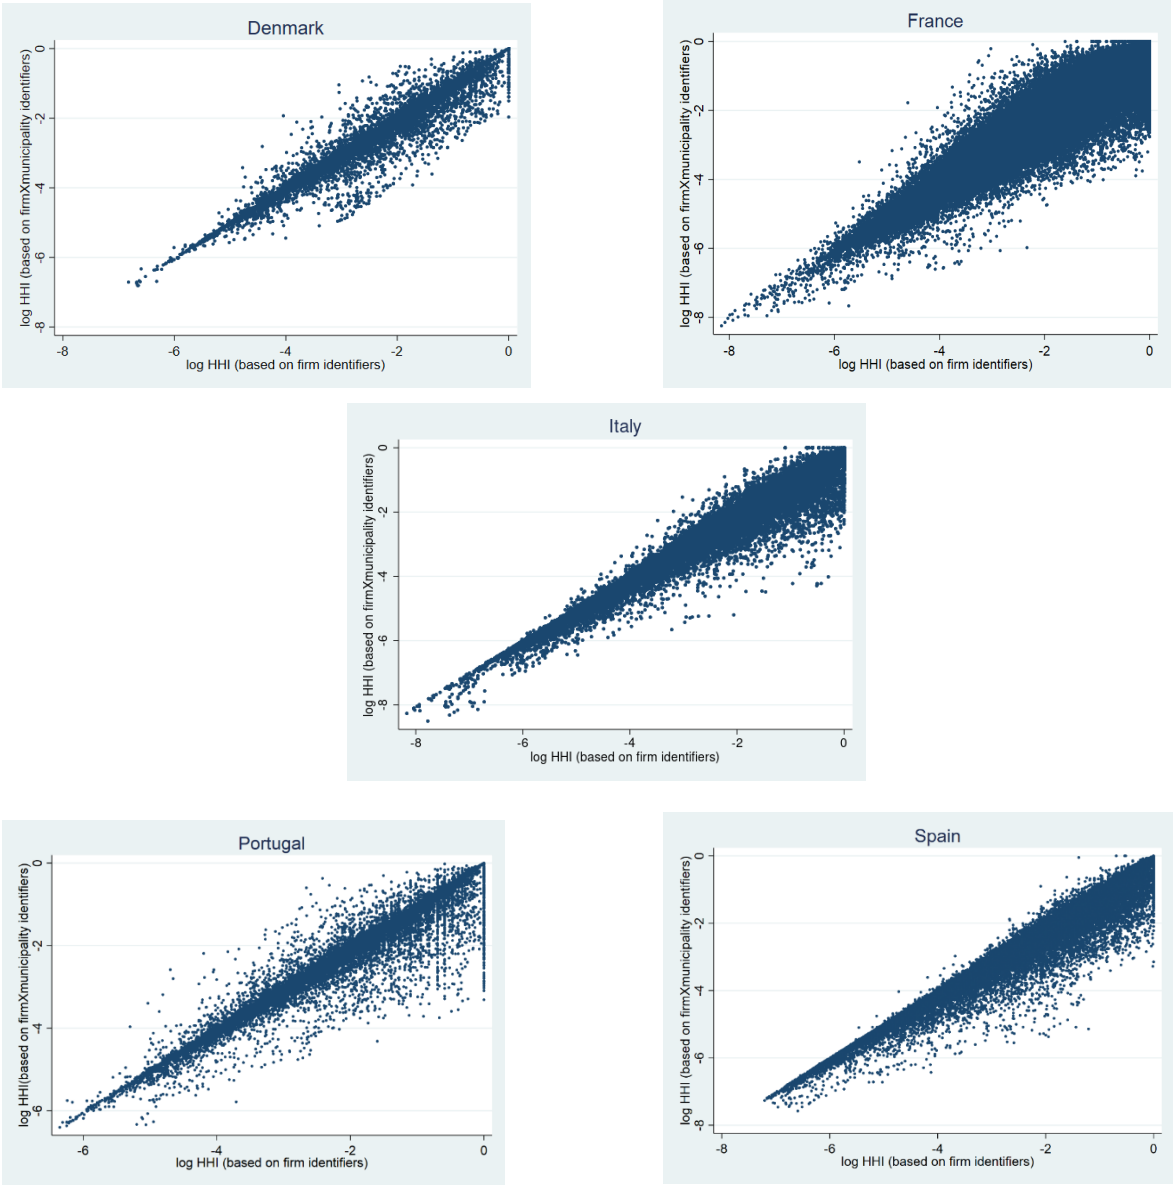 Denmark
log HHI (based on firmXmunicipality identifiers)
0
-2
-4
-6
-8
-8 -6 -4 -2 0
log HHI (based on firm identifiers)
France
log HHI (based on firmXmunicipality identifiers)
0
-2
-4
-6
-8
-8 -6 -4 -2 0
log HHI (based on firm identifiers)
Italy
log HHI (based on firmXmunicipality identifiers)
0
-2
-4
-6
-8
-8 -6 -4 -2 0
log HHI (based on firm identifiers)
Portugal
log HHI(based on firmXmunicipality identifiers)
0
-2
-4
-6
-6 -4 -2 0
log HHI (based on firm identifiers)
Spain
log HHI (based on firmXmunicipality identifiers)
0
-2
-4
-6
-8
-8 -6 -4 -2 0
log HHI (based on firm identifiers)